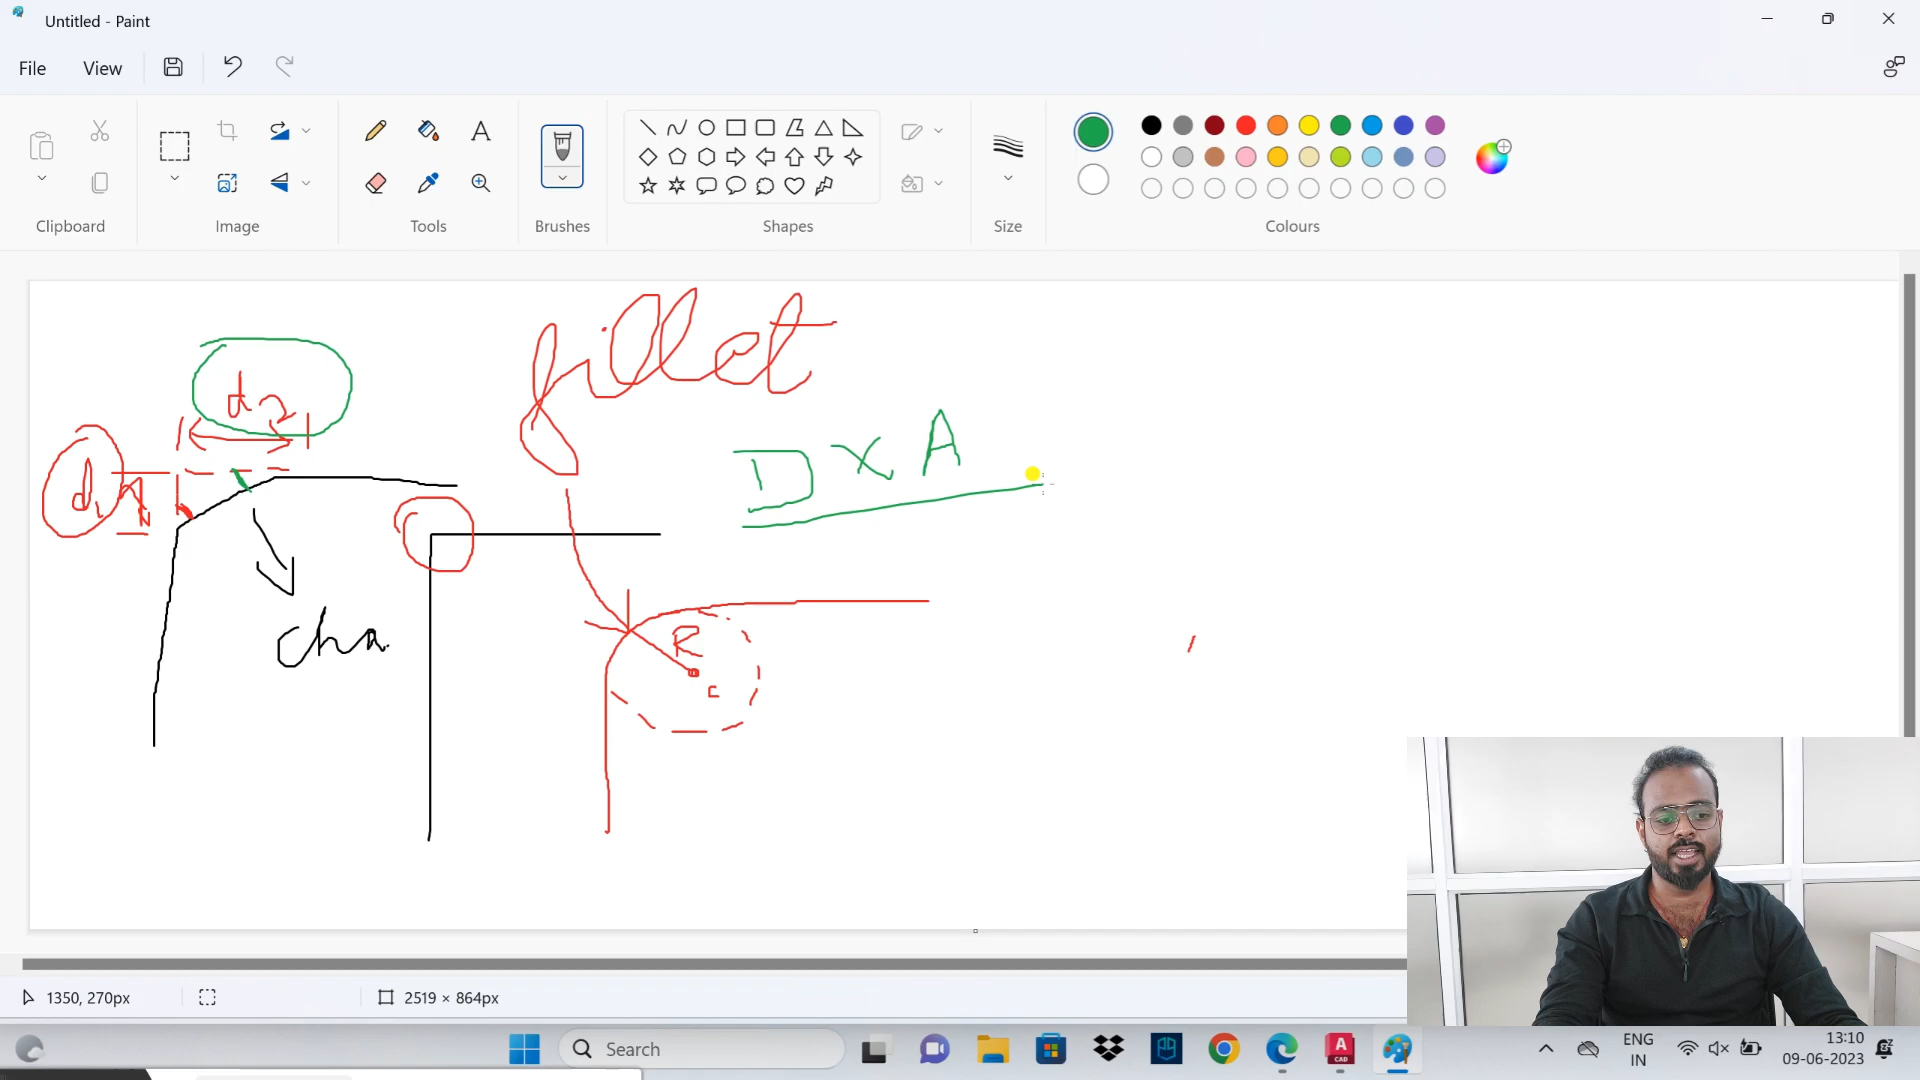 Untitled - Paint
File
View
Clipboard
Image
Tools
Brushes
Shapes
Size
Colours
fillet
d2
d1
D x A
R
c
cha
1350, 270px
2519 × 864px
Search
CAD
ENG
IN
13:10
09-06-2023